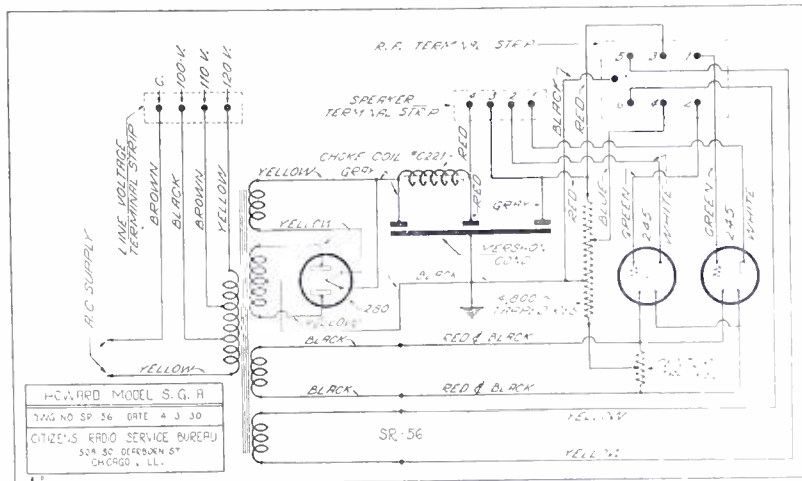 R.F. TERMINAL STRIP
5 3 1
6 4 2
C.
100 V.
110 V.
120 V.
SPEAKER
TERMINAL STRIP
4 3 2 1
LINE VOLTAGE
TERMINAL STRIP
BROWN
BLACK
BROWN
YELLOW
A.C. SUPPLY
YELLOW
CHOKE COIL
GRAY
YELLOW
YELLOW
YELLOW
280
RED
RED
GRAY
BLACK
RED
RED
BLUE
BLACK
GREEN
245
WHITE
GREEN
245
WHITE
4,800
BLACK
RED & BLACK
BLACK
RED & BLACK
YELLOW
YELLOW
SR-56
HOWARD MODEL S.G. A
DWG NO SR 56 DATE 4 3 30
CITIZENS RADIO SERVICE BUREAU
508 SO DEARBORN ST
CHICAGO, ILL.